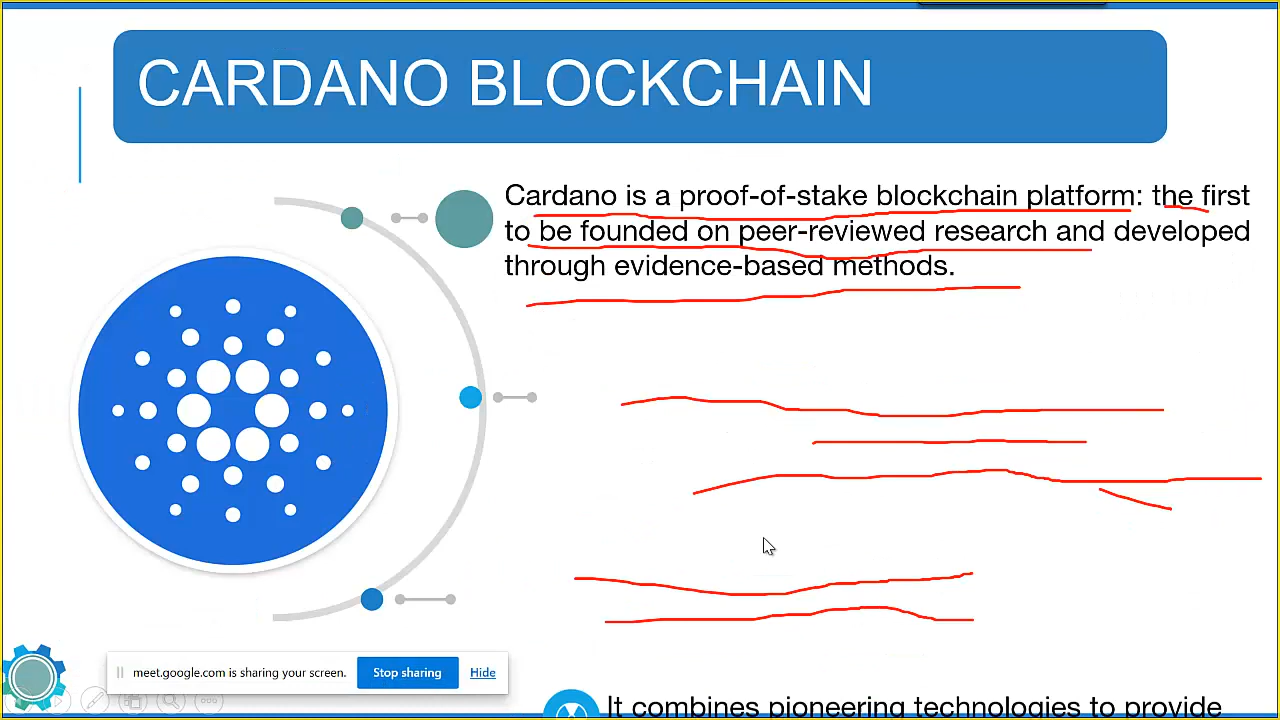 CARDANO BLOCKCHAIN
Cardano is a proof-of-stake blockchain platform: the first
to be founded on peer-reviewed research and developed
through evidence-based methods.
meet.google.com is sharing your screen.
Stop sharing
Hide
It combines pioneering technologies to provide